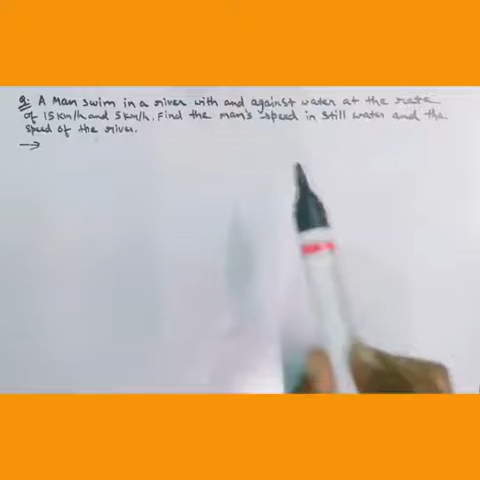 Q: A Man swim in a river with and against water at the rate
of 15 km/h and 5 km/h. Find the man's speed in still water and the
speed of the river.
→